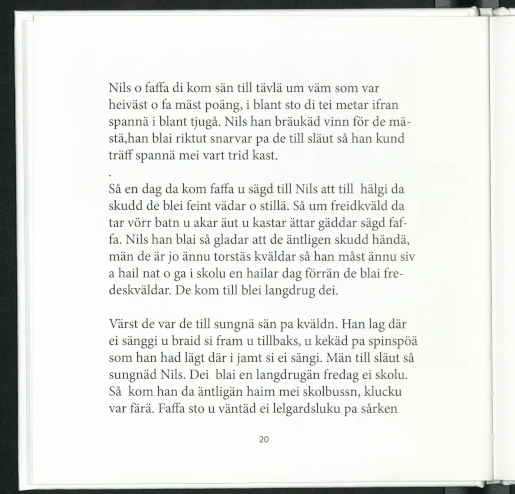 Nils o faffa di kom sän till tävlä um väm som var
heiväst o fa mäst poäng, i blant sto di tei metar ifran
spannä i blant tjugå. Nils han bräukäd vinn för de mä-
stä,han blai riktut snarvar pa de till släut så han kund
träff spannä mei vart trid kast.
.
Så en dag da kom faffa u sägd till Nils att till hälgi da
skudd de blei feint vädar o stillä. Så um freidkväld da
tar vörr batn u akar äut u kastar ättar gäddar sägd faf-
fa. Nils han blai så gladar att de äntligen skudd händä,
män de är jo ännu torstäs kväldar så han måst ännu siv
a hail nat o ga i skolu en hailar dag förrän de blai fre-
deskväldar. De kom till blei langdrug dei.
Värst de var de till sungnä sän pa kväldn. Han lag där
ei sänggi u braid si fram u tillbaks, u kekäd pa spinspöä
som han had lägt där i jamt si ei sängi. Män till släut så
sungnäd Nils. Dei blai en langdrugän fredag ei skolu.
Så kom han da äntligän haim mei skolbussn, klucku
var färä. Faffa sto u väntäd ei lelgardsluku pa sårken
20